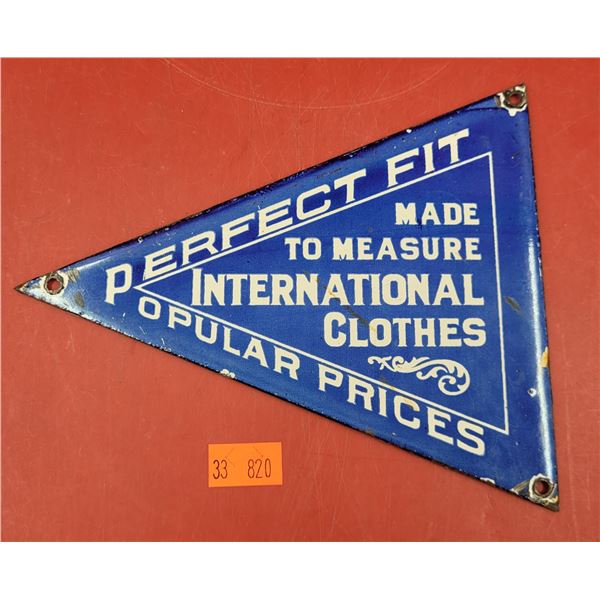 PERFECT FIT
MADE
TO MEASURE
INTERNATIONAL
CLOTHES
POPULAR PRICES
33 820